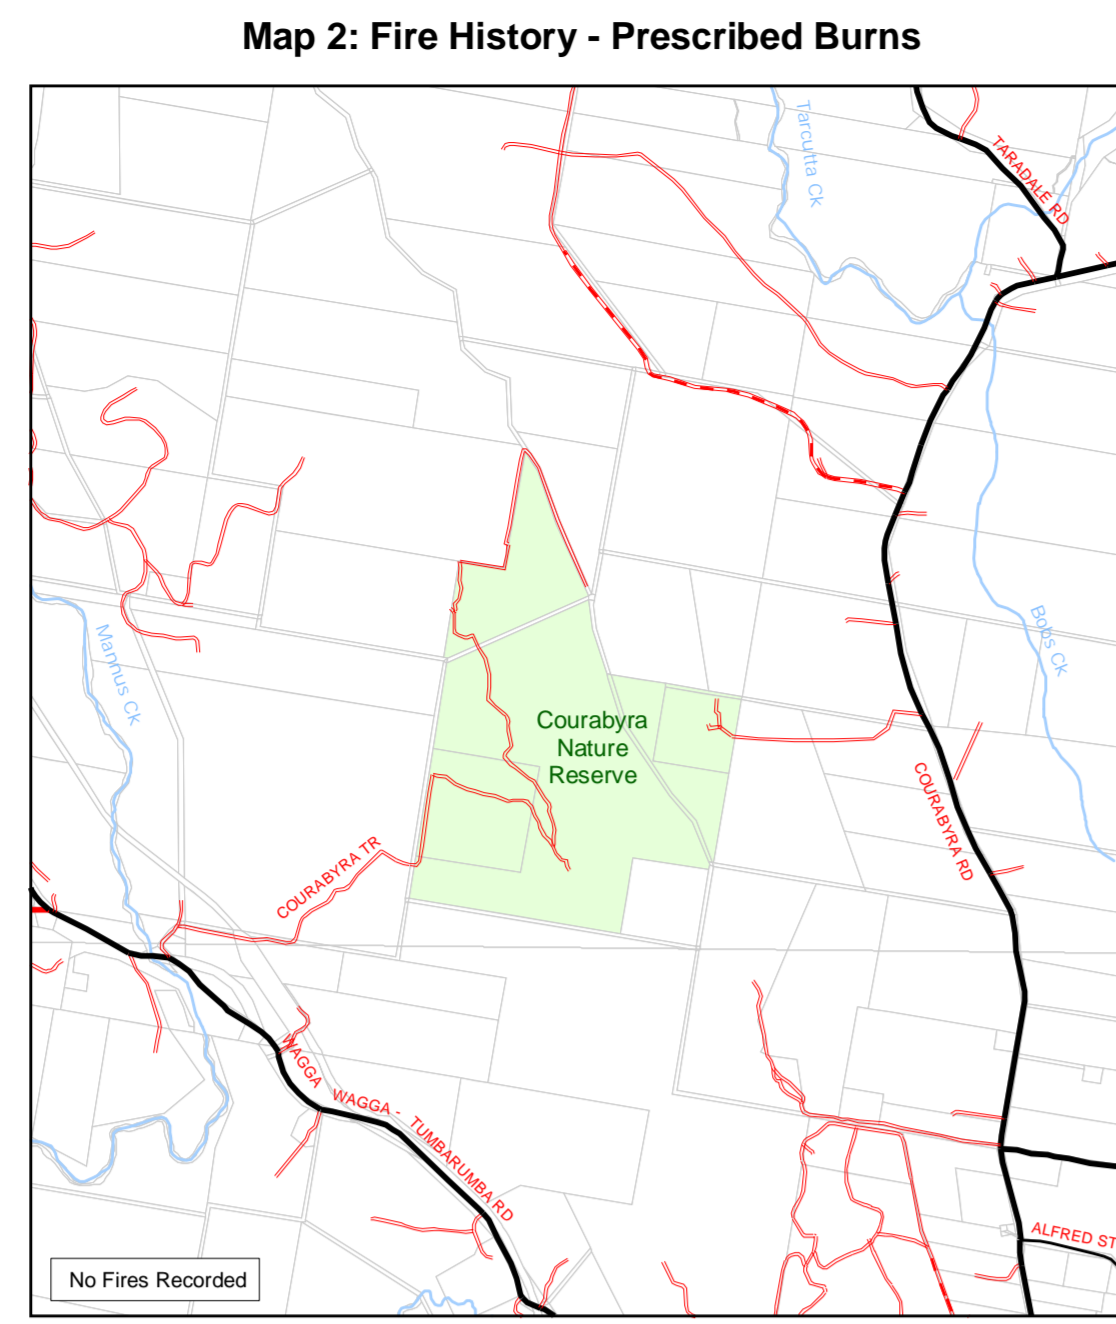 Map 2: Fire History - Prescribed Burns
Tarcutta Ck
TARADALE RD
Bobs Ck
Mannus Ck
Courabyra
Nature
Reserve
COURABYRA RD
COURABYRA TR
WAGGA
WAGGA -
TUMBARUMBA RD
ALFRED ST
No Fires Recorded